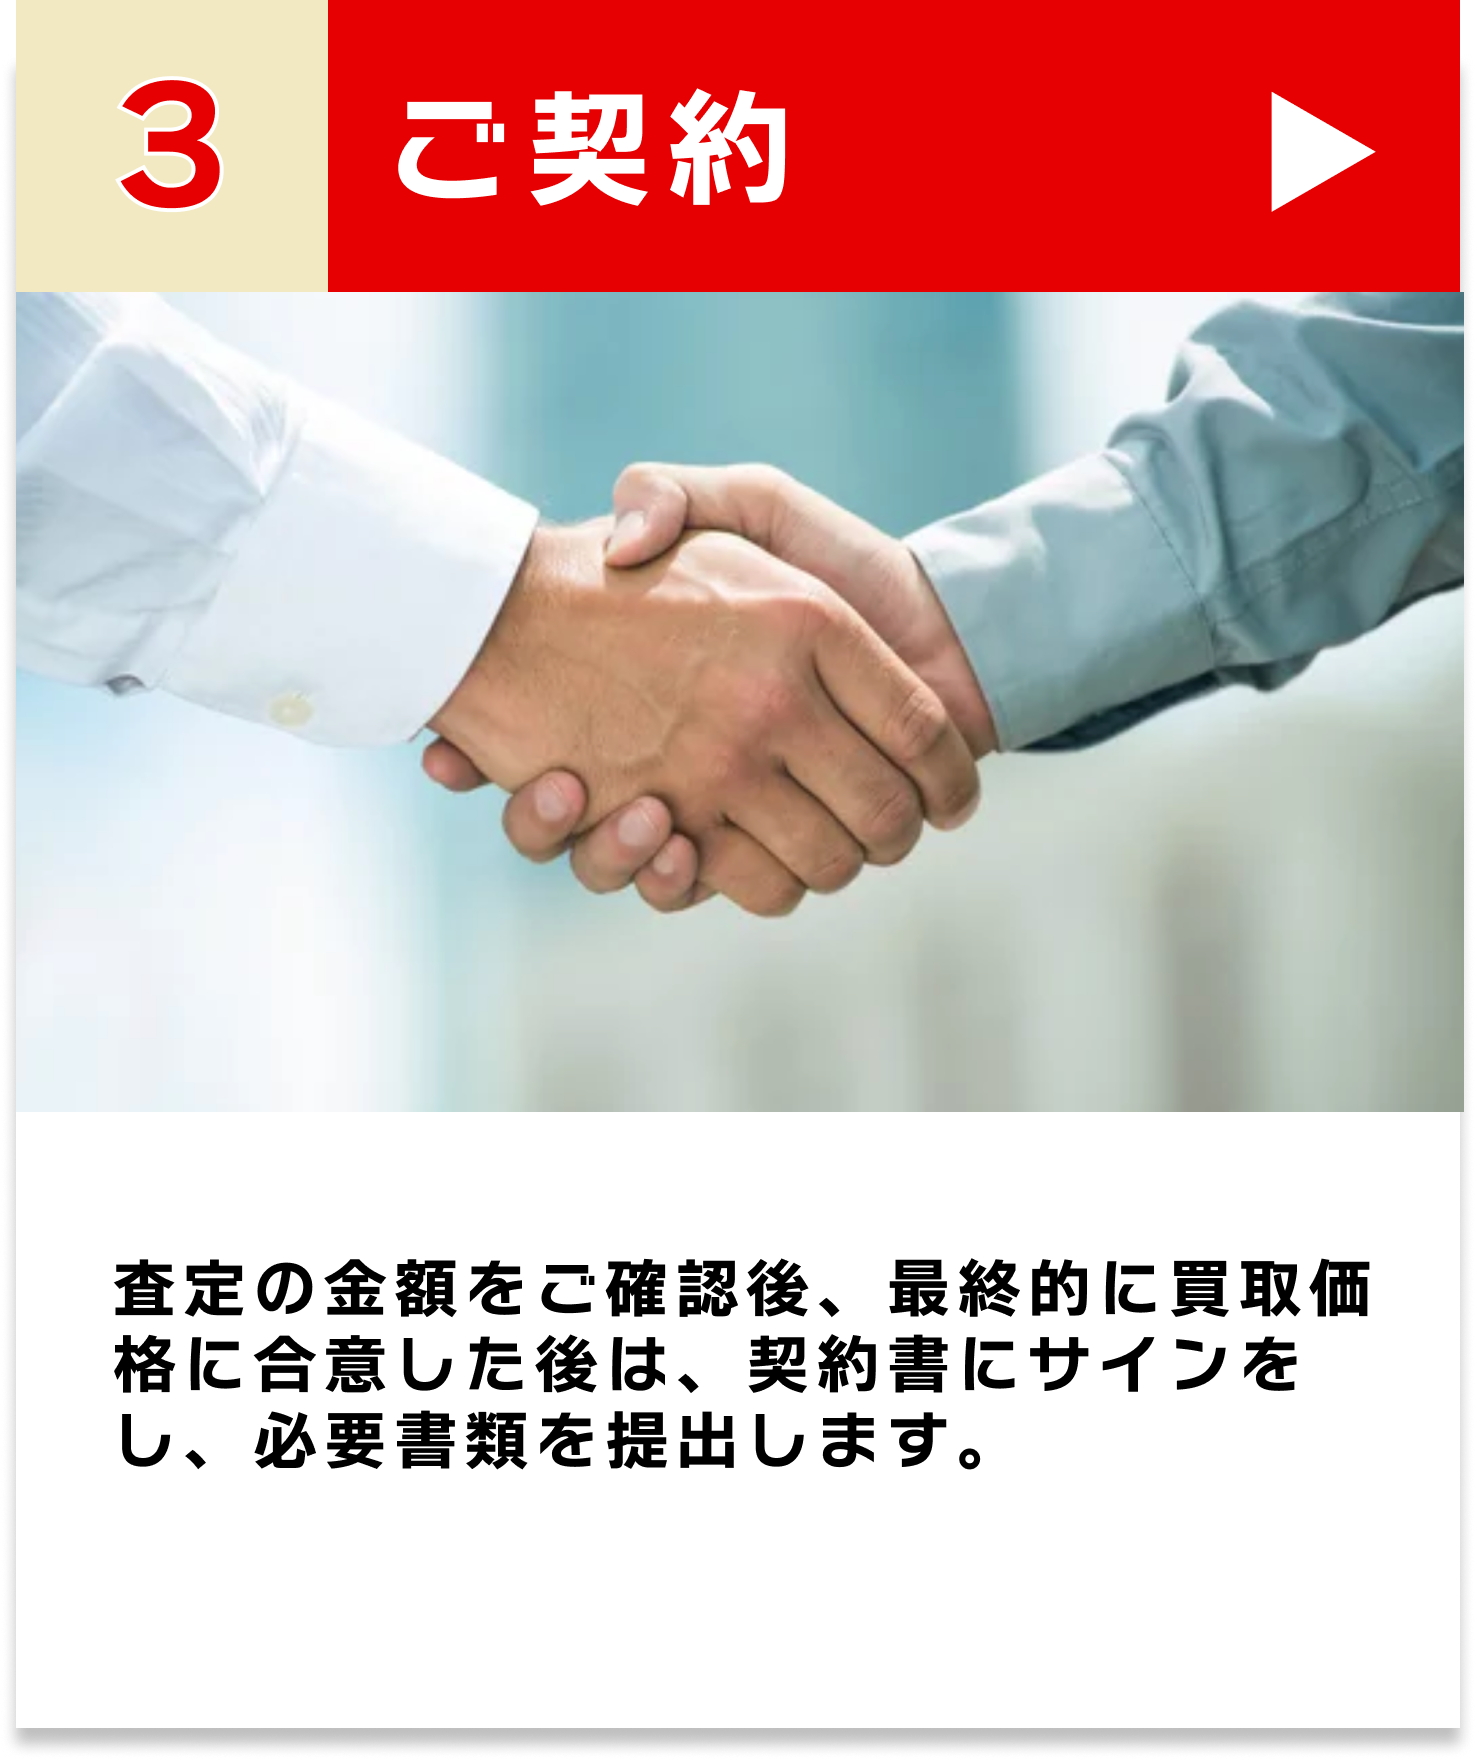 3
ご契約
査定の金額をご確認後、最終的に買取価
格に合意した後は、契約書にサインを
し、必要書類を提出します。